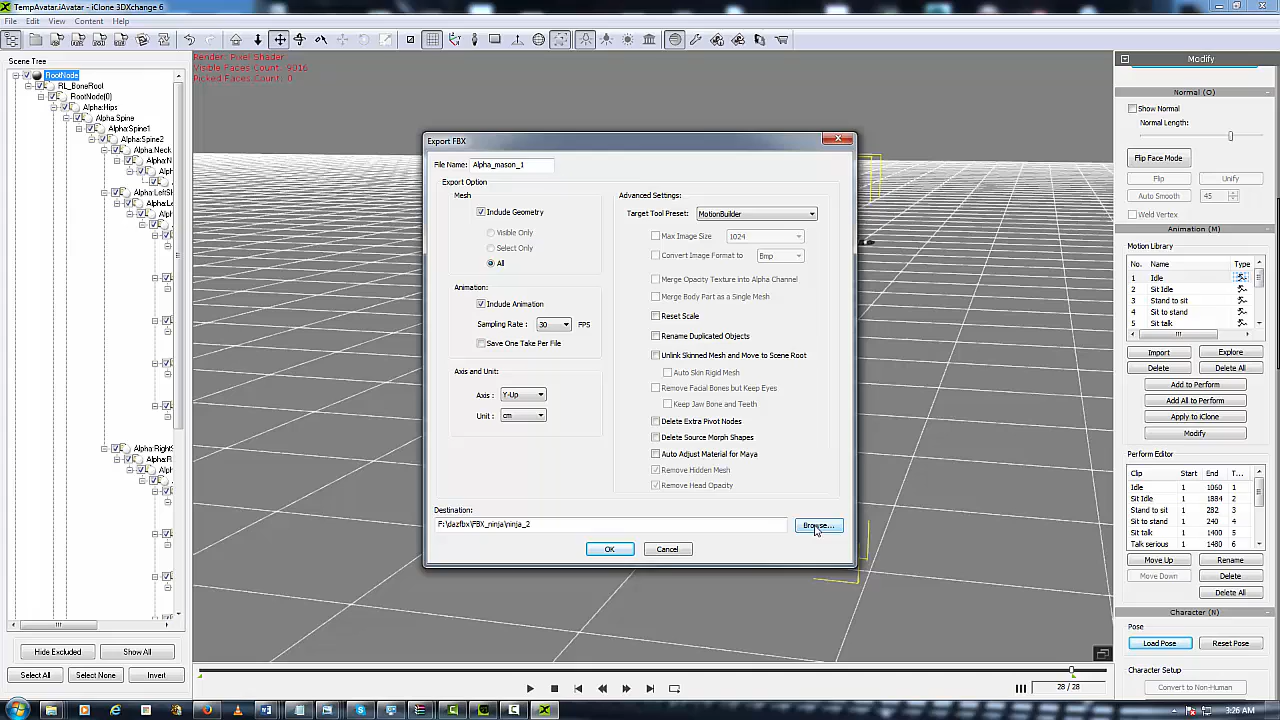 TempAvatar.iAvatar - iClone 3DXchange 6
File Edit View Content Help
Scene Tree
RootNode
RL_BoneRoot
RootNode(0)
Alpha:Hips
Alpha:Spine
Alpha:Spine1
Alpha:Spine2
Alpha:Neck
Render: Pixel Shader
Visible Faces Count: 9016
Picked Faces Count: 0
Hide Excluded Show All
Select All Select None Invert
Export FBX
File Name: Alpha_mason_1
Export Option
Mesh
Include Geometry
Visible Only
Select Only
All
Animation:
Include Animation
Sampling Rate : 30 FPS
Save One Take Per File
Axis and Unit:
Axis : Y-Up
Unit : cm
Advanced Settings:
Target Tool Preset: MotionBuilder
Max Image Size 1024
Convert Image Format to Bmp
Merge Opacity Texture into Alpha Channel
Merge Body Part as a Single Mesh
Reset Scale
Rename Duplicated Objects
Unlink Skinned Mesh and Move to Scene Root
Auto Skin Rigid Mesh
Remove Facial Bones but Keep Eyes
Keep Jaw Bone and Teeth
Delete Extra Pivot Nodes
Delete Source Morph Shapes
Auto Adjust Material for Maya
Remove Hidden Mesh
Remove Head Opacity
Destination:
F:\dazfbx\FBX_ninja\ninja_2
Browse...
OK Cancel
Modify
Normal (O)
Show Normal
Normal Length:
Flip Face Mode
Flip Unify
Auto Smooth 45
Weld Vertex
Animation (M)
Motion Library
No. Name Type
1 Idle
2 Sit Idle
3 Stand to sit
4 Sit to stand
5 Sit talk
Import Explore
Delete Delete All
Add to Perform
Add All to Perform
Apply to iClone
Modify
Perform Editor
Clip Start End T...
Idle 1 1060 1
Sit Idle 1 1884 2
Stand to sit 1 282 3
Sit to stand 1 240 4
Sit talk 1 1400 5
Talk serious 1 1480 6
Move Up Rename
Move Down Delete
Delete All
Character (N)
Pose
Load Pose Reset Pose
Character Setup
Convert to Non-Human
28 / 28
3:26 AM